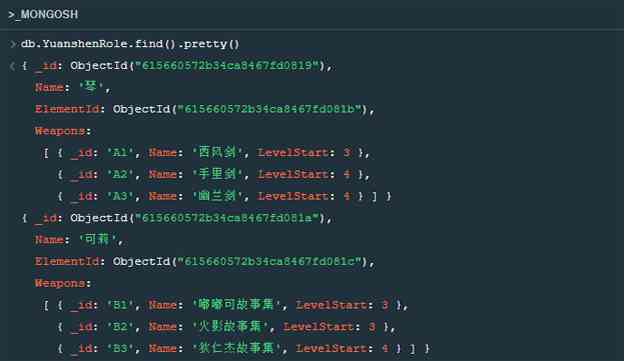 >_MONGOSH
> db.YuanshenRole.find().pretty()
< { _id: ObjectId("615660572b34ca8467fd0819"),
Name: '琴',
ElementId: ObjectId("615660572b34ca8467fd081b"),
Weapons:
[ { _id: 'A1', Name: '西风剑', LevelStart: 3 },
{ _id: 'A2', Name: '手里剑', LevelStart: 4 },
{ _id: 'A3', Name: '幽兰剑', LevelStart: 4 } ] }
{ _id: ObjectId("615660572b34ca8467fd081a"),
Name: '可莉',
ElementId: ObjectId("615660572b34ca8467fd081c"),
Weapons:
[ { _id: 'B1', Name: '嘟嘟可故事集', LevelStart: 3 },
{ _id: 'B2', Name: '火影故事集', LevelStart: 3 },
{ _id: 'B3', Name: '狄仁杰故事集', LevelStart: 4 } ] }